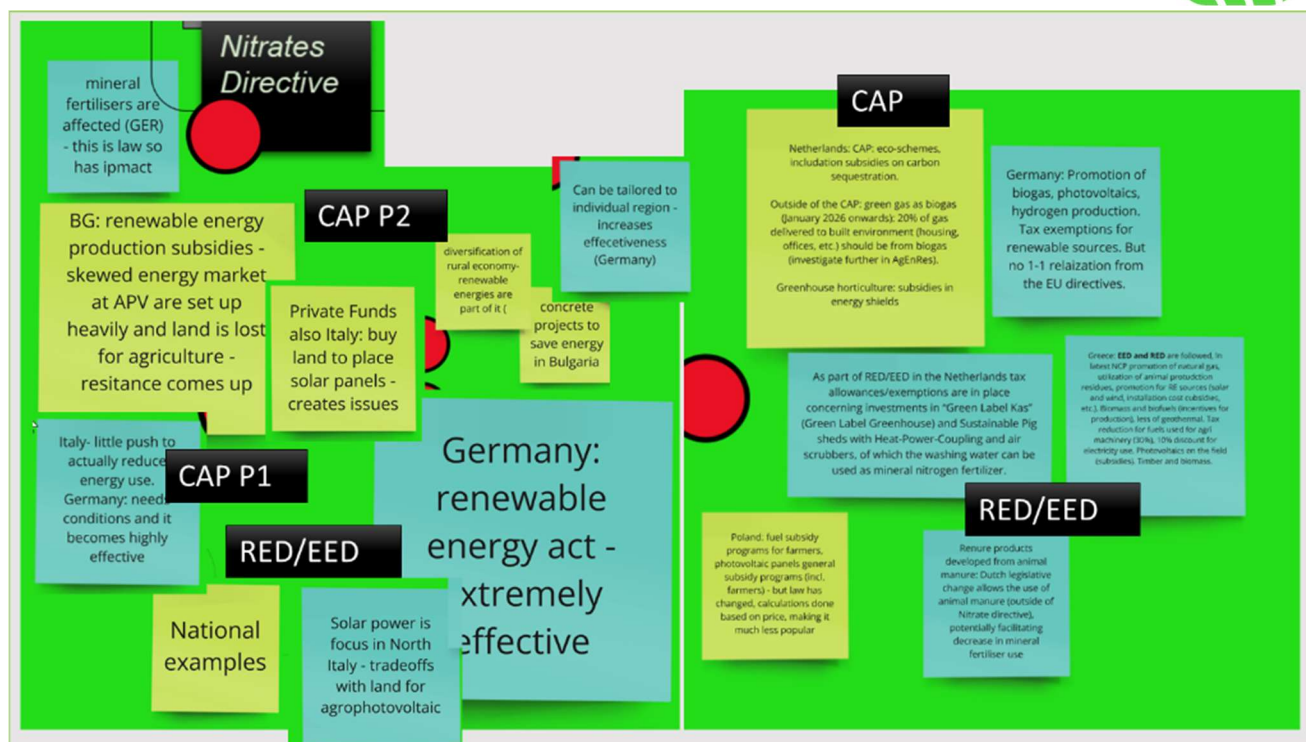 Nitrates
Directive
mineral
fertilisers are
affected (GER)
- this is law so
has ipmact
CAP P2
BG: renewable energy
production subsidies -
skewed energy market
at APV are set up
heavily and land is lost
for agriculture -
resitance comes up
Private Funds
also Italy: buy
land to place
solar panels -
creates issues
diversification of
rural economy-
renewable
energies are
part of it (
concrete
projects to
save energy
in Bulgaria
Can be tailored to
individual region -
increases
effecetiveness
(Germany)
Italy- little push to
actually reduce
energy use.
Germany: needs
conditions and it
becomes highly
effective
CAP P1
RED/EED
Germany:
renewable
energy act -
xtremely
effective
National
examples
Solar power is
focus in North
Italy - tradeoffs
with land for
agrophotovoltaic
CAP
Netherlands: CAP: eco-schemes,
includation subsidies on carbon
sequestration.
Outside of the CAP: green gas as biogas
(January 2026 onwards): 20% of gas
delivered to built environment (housing,
offices, etc.) should be from biogas
(investigate further in AgEnRes).
Greenhouse horticulture: subsidies in
energy shields
Germany: Promotion of
biogas, photovoltaics,
hydrogen production.
Tax exemptions for
renewable sources. But
no 1-1 relaization from
the EU directives.
As part of RED/EED in the Netherlands tax
allowances/exemptions are in place
concerning investments in "Green Label Kas"
(Green Label Greenhouse) and Sustainable Pig
sheds with Heat-Power-Coupling and air
scrubbers, of which the washing water can be
used as mineral nitrogen fertilizer.
Greece: EED and RED are followed, in
latest NCP promotion of natural gas,
utilization of animal protudction
residues, promotion for RE sources (solar
and wind, installation cost cubsidies,
etc.). Biomass and biofuels (incentives for
production), less of geothermal. Tax
reduction for fuels used for agri
machinery (30%), 10% discount for
electricity use. Photovoltaics on the field
(subsidies). Timber and biomass.
RED/EED
Poland: fuel subsidy
programs for farmers,
photovoltaic panels general
subsidy programs (incl.
farmers) - but law has
changed, calculations done
based on price, making it
much less popular
Renure products
developed from animal
manure: Dutch legislative
change allows the use of
animal manure (outside of
Nitrate directive),
potentially facilitating
decrease in mineral
fertiliser use